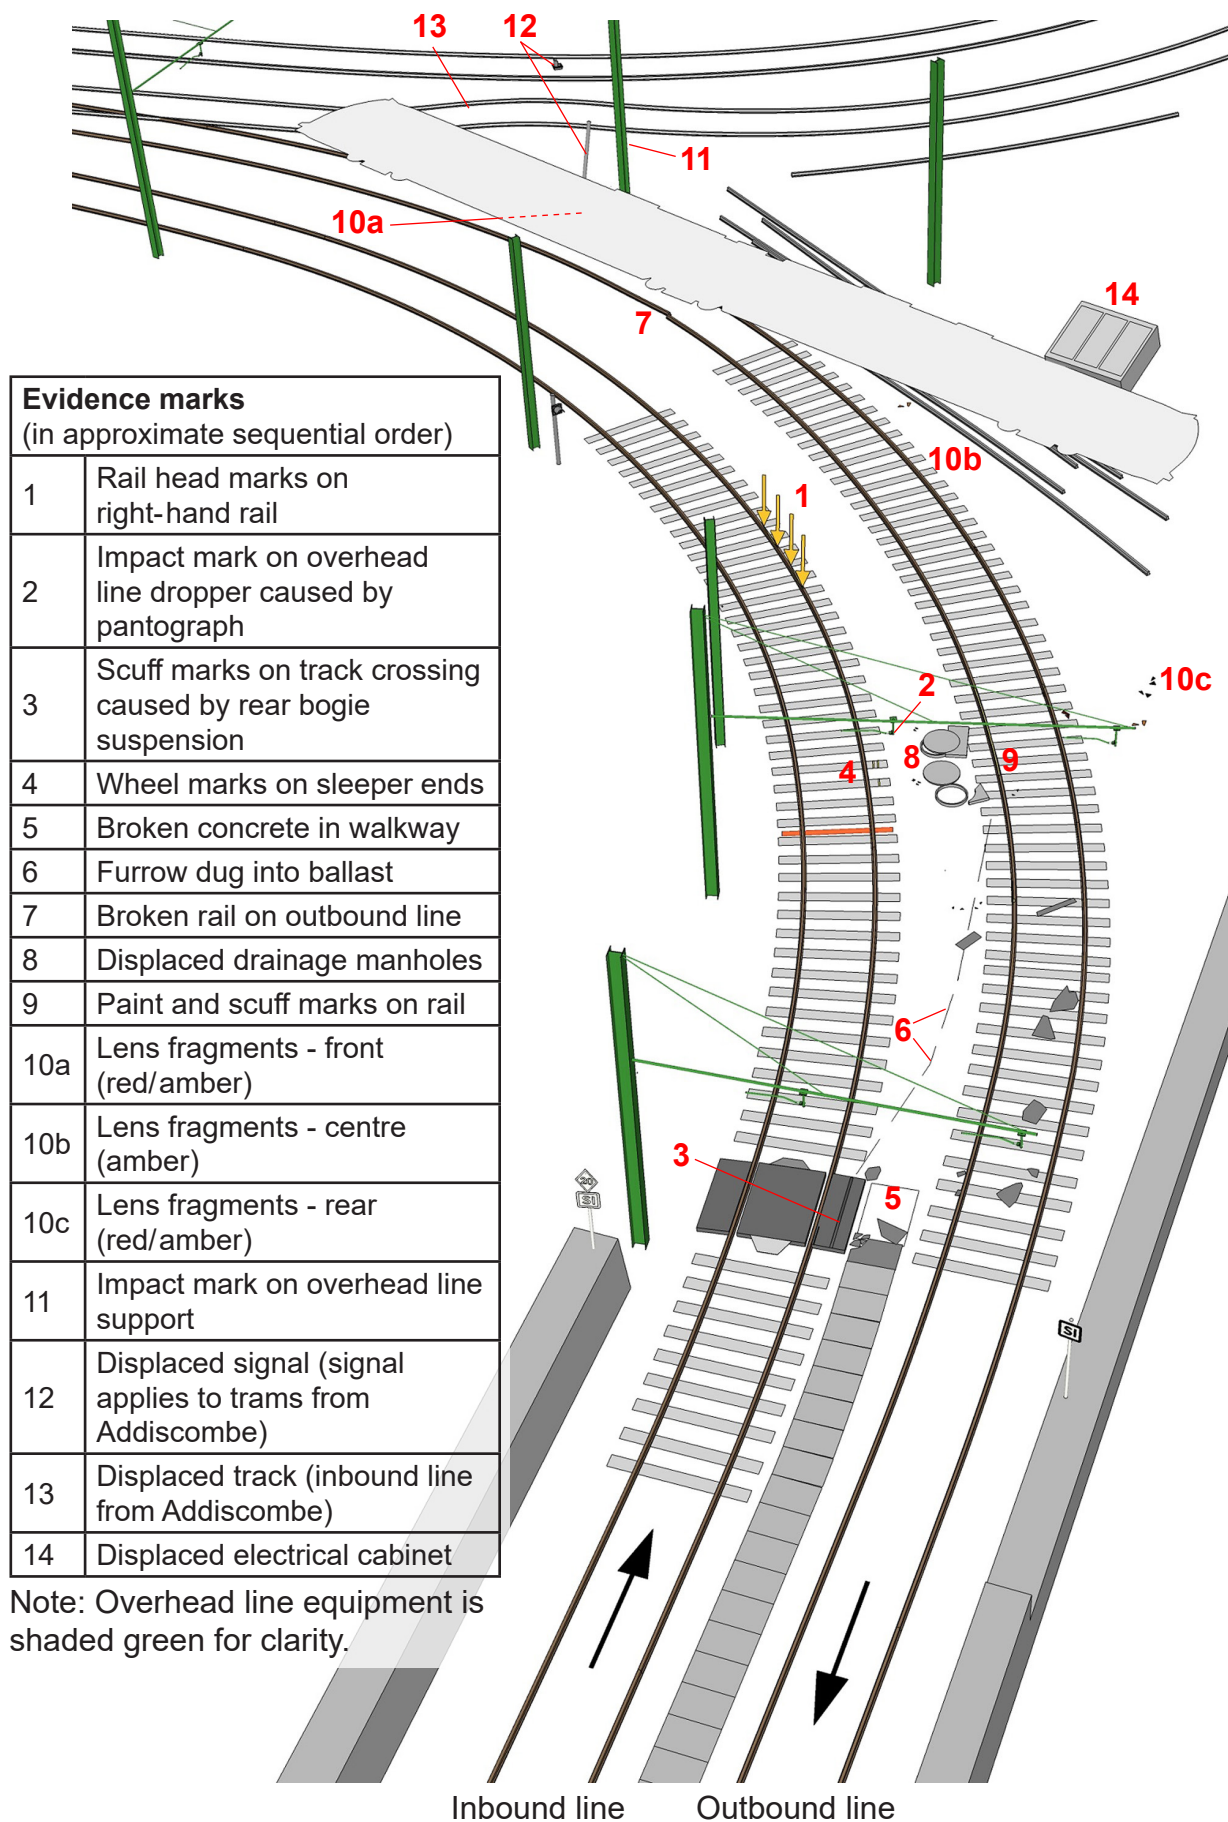 13
12
11
10a
14
7
10b
1
2
10c
8
9
4
6
3
5
20
SI
SI
Evidence marks
(in approximate sequential order)
1
Rail head marks on
right-hand rail
2
Impact mark on overhead
line dropper caused by
pantograph
3
Scuff marks on track crossing
caused by rear bogie
suspension
4
Wheel marks on sleeper ends
5
Broken concrete in walkway
6
Furrow dug into ballast
7
Broken rail on outbound line
8
Displaced drainage manholes
9
Paint and scuff marks on rail
10a
Lens fragments - front
(red/amber)
10b
Lens fragments - centre
(amber)
10c
Lens fragments - rear
(red/amber)
11
Impact mark on overhead line
support
12
Displaced signal (signal
applies to trams from
Addiscombe)
13
Displaced track (inbound line
from Addiscombe)
14
Displaced electrical cabinet
Note: Overhead line equipment is
shaded green for clarity.
Inbound line
Outbound line